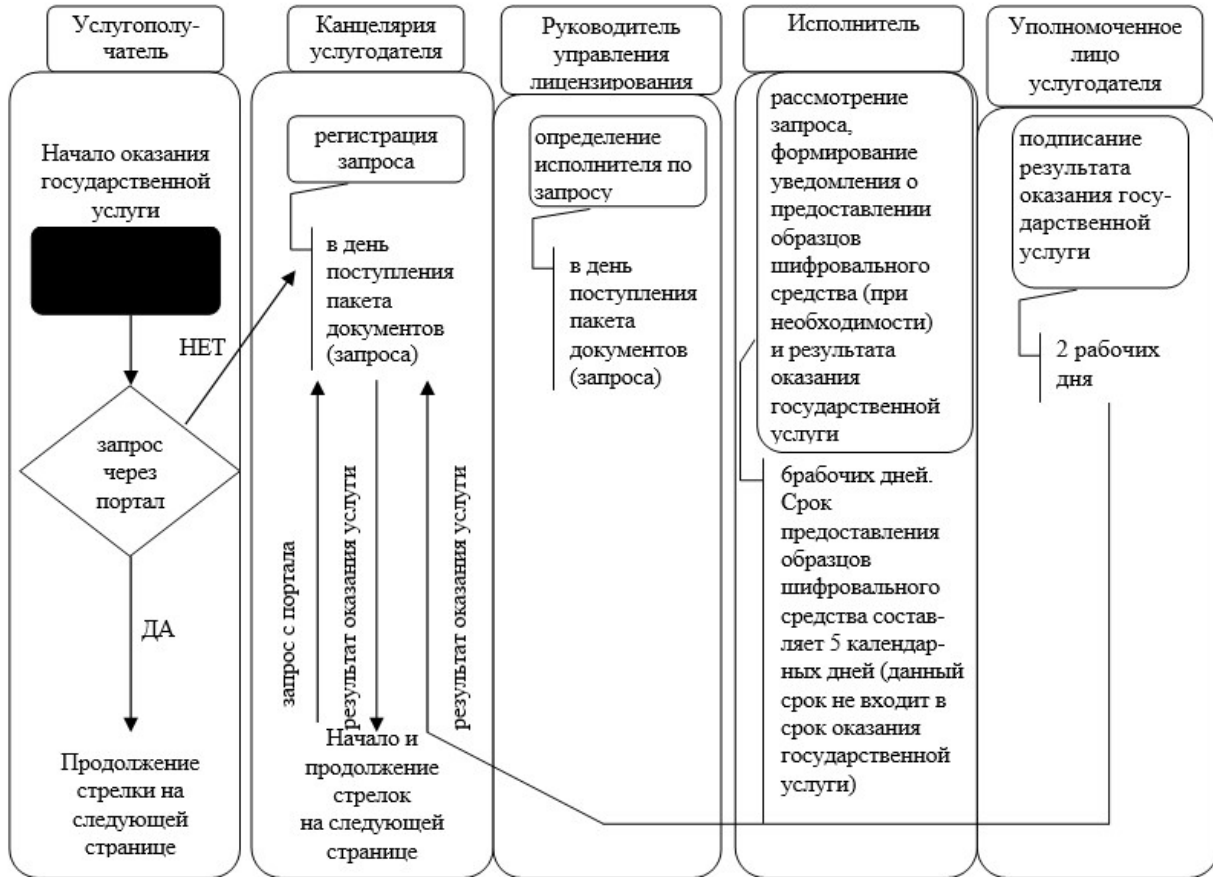 Услугополу-
чатель
Начало оказания
государственной
услуги
НЕТ
запрос
через
портал
ДА
Продолжение
стрелки на
следующей
странице
Канцелярия
услугодателя
регистрация
запроса
в день
поступления
пакета
документов
(запроса)
запрос с портала
результат оказания услуги
результат оказания услуги
Начало и
продолжение
стрелок
на следующей
странице
Руководитель
управления
лицензирования
определение
исполнителя по
запросу
в день
поступления
пакета
документов
(запроса)
Исполнитель
рассмотрение
запроса,
формирование
уведомления о
предоставлении
образцов
шифровального
средства (при
необходимости)
и результата
оказания
государственной
услуги
6рабочих дней.
Срок
предоставления
образцов
шифровального
средства состав-
ляет 5 календар-
ных дней (данный
срок не входит в
срок оказания
государственной
услуги)
Уполномоченное
лицо
услугодателя
подписание
результата
оказания госу-
дарственной
услуги
2 рабочих
дня